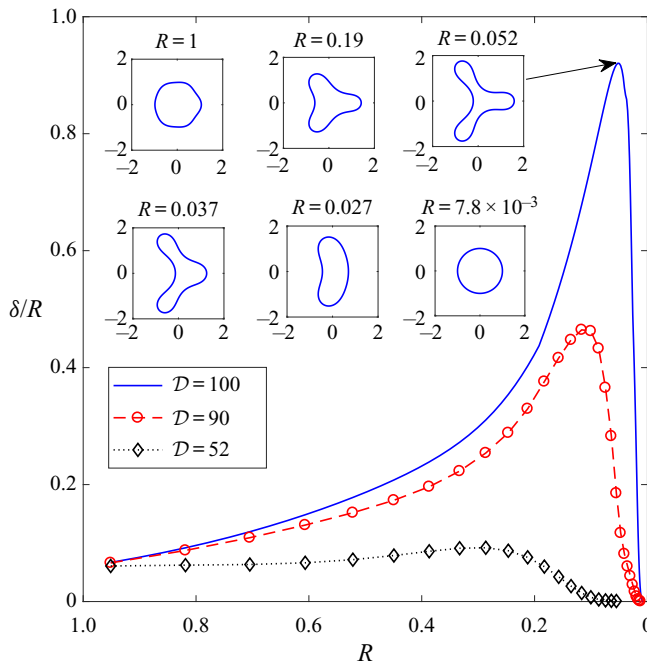 1.0
R = 1
R = 0.19
R = 0.052
2
0
−2
−2 0 2
2
0
−2
−2 0 2
2
0
−2
−2 0 2
0.8
R = 0.037
R = 0.027
R = 7.8 × 10⁻³
0.6
2
0
−2
−2 0 2
2
0
−2
−2 0 2
2
0
−2
−2 0 2
δ/R
0.4
𝒟 = 100
𝒟 = 90
𝒟 = 52
0.2
0
1.0 0.8 0.6 0.4 0.2 0
R